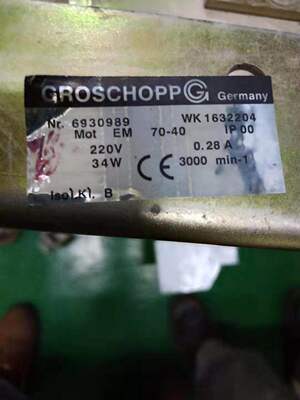 GROSCHOPP G Germany
Nr. 6930989 WK 1632204
Mot EM 70-40 IP 00
220V 0.28 A
34W CE 3000 min-1
Isol.Kl. B